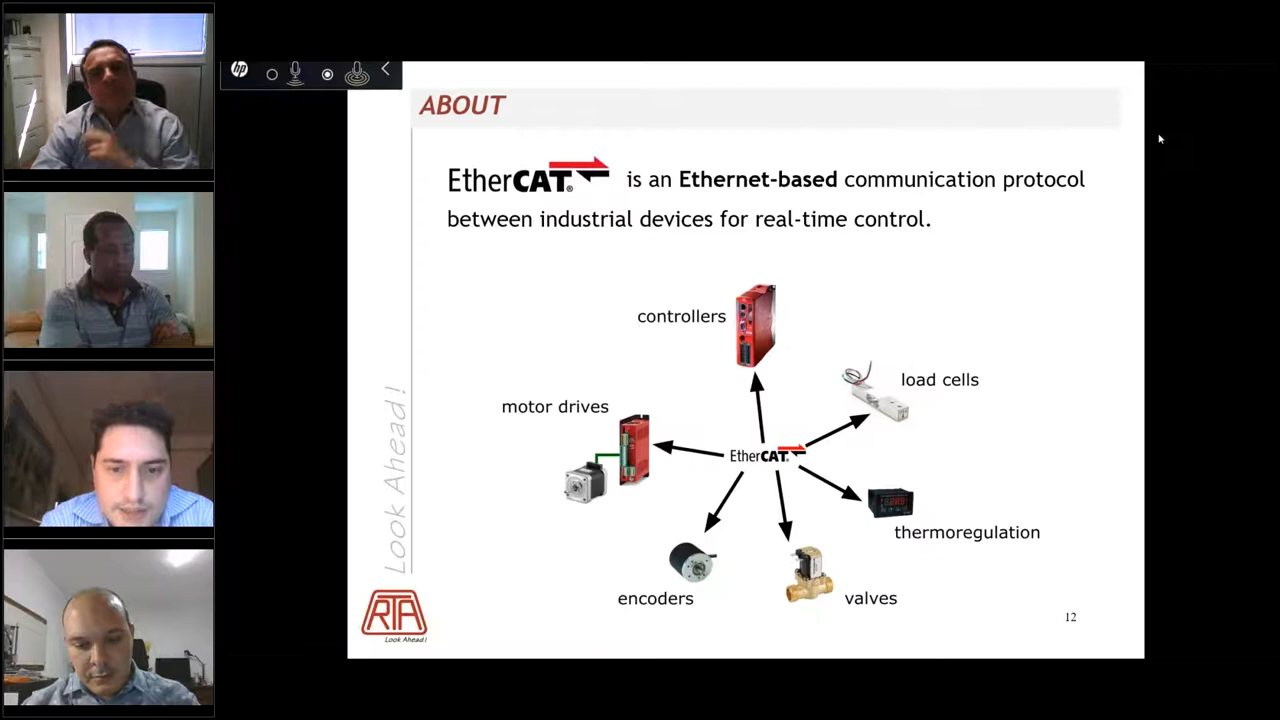 hp
ABOUT
EtherCAT® is an Ethernet-based communication protocol
between industrial devices for real-time control.
controllers
load cells
motor drives
EtherCAT®
thermoregulation
encoders
valves
Look Ahead!
RTA
Look Ahead!
12